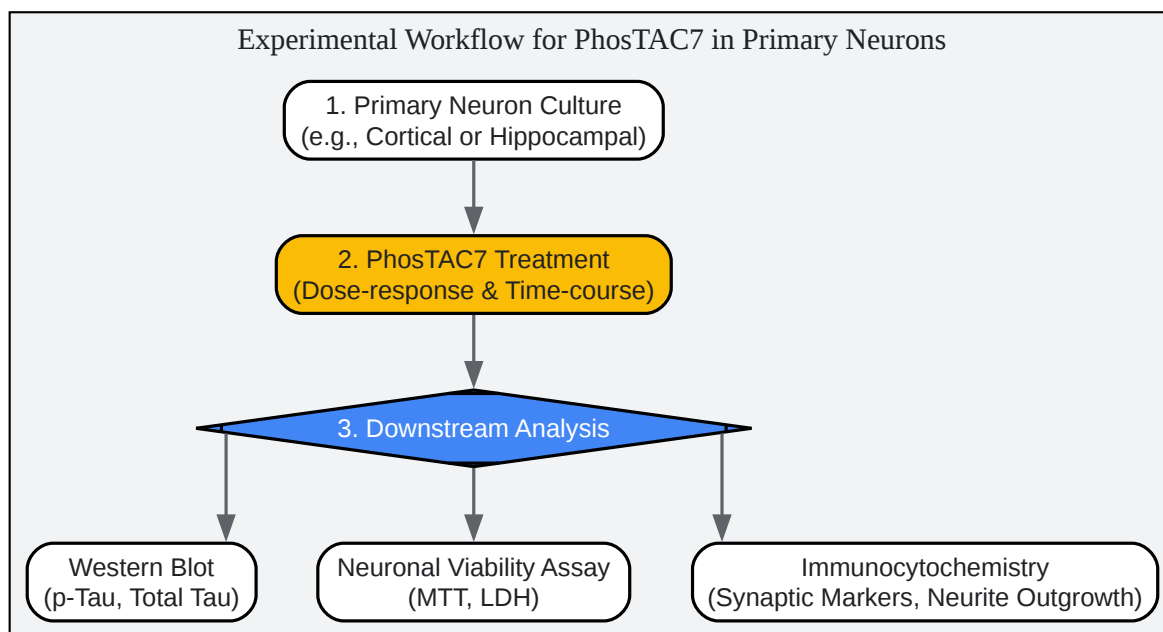 Experimental Workflow for PhosTAC7 in Primary Neurons
1. Primary Neuron Culture
(e.g., Cortical or Hippocampal)
2. PhosTAC7 Treatment
(Dose-response & Time-course)
3. Downstream Analysis
Western Blot
(p-Tau, Total Tau)
Neuronal Viability Assay
(MTT, LDH)
Immunocytochemistry
(Synaptic Markers, Neurite Outgrowth)